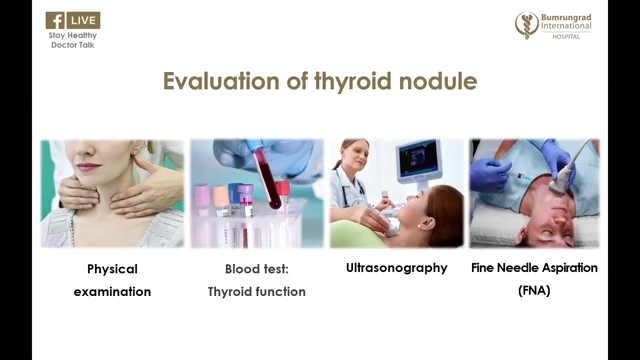 f LIVE
Stay Healthy
Doctor Talk
Bumrungrad
International
HOSPITAL
Evaluation of thyroid nodule
Physical
examination
Blood test:
Thyroid function
Ultrasonography
Fine Needle Aspiration
(FNA)